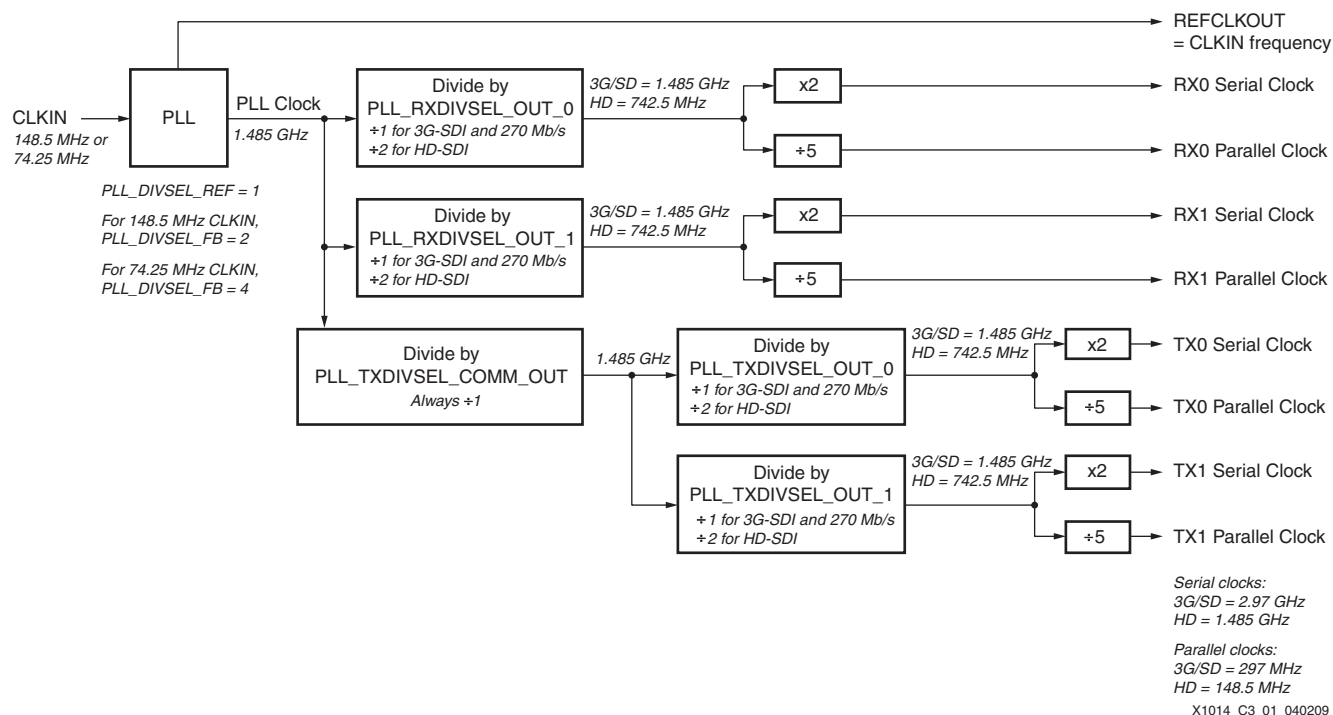 REFCLKOUT
= CLKIN frequency
CLKIN
148.5 MHz or
74.25 MHz
PLL
PLL Clock
1.485 GHz
PLL_DIVSEL_REF = 1
For 148.5 MHz CLKIN,
PLL_DIVSEL_FB = 2
For 74.25 MHz CLKIN,
PLL_DIVSEL_FB = 4
Divide by
PLL_RXDIVSEL_OUT_0
÷1 for 3G-SDI and 270 Mb/s
÷2 for HD-SDI
3G/SD = 1.485 GHz
HD = 742.5 MHz
x2
RX0 Serial Clock
÷5
RX0 Parallel Clock
Divide by
PLL_RXDIVSEL_OUT_1
÷1 for 3G-SDI and 270 Mb/s
÷2 for HD-SDI
3G/SD = 1.485 GHz
HD = 742.5 MHz
x2
RX1 Serial Clock
÷5
RX1 Parallel Clock
Divide by
PLL_TXDIVSEL_COMM_OUT
Always ÷1
1.485 GHz
Divide by
PLL_TXDIVSEL_OUT_0
÷1 for 3G-SDI and 270 Mb/s
÷2 for HD-SDI
3G/SD = 1.485 GHz
HD = 742.5 MHz
x2
TX0 Serial Clock
÷5
TX0 Parallel Clock
Divide by
PLL_TXDIVSEL_OUT_1
÷1 for 3G-SDI and 270 Mb/s
÷2 for HD-SDI
3G/SD = 1.485 GHz
HD = 742.5 MHz
x2
TX1 Serial Clock
÷5
TX1 Parallel Clock
Serial clocks:
3G/SD = 2.97 GHz
HD = 1.485 GHz
Parallel clocks:
3G/SD = 297 MHz
HD = 148.5 MHz
X1014_C3_01_040209